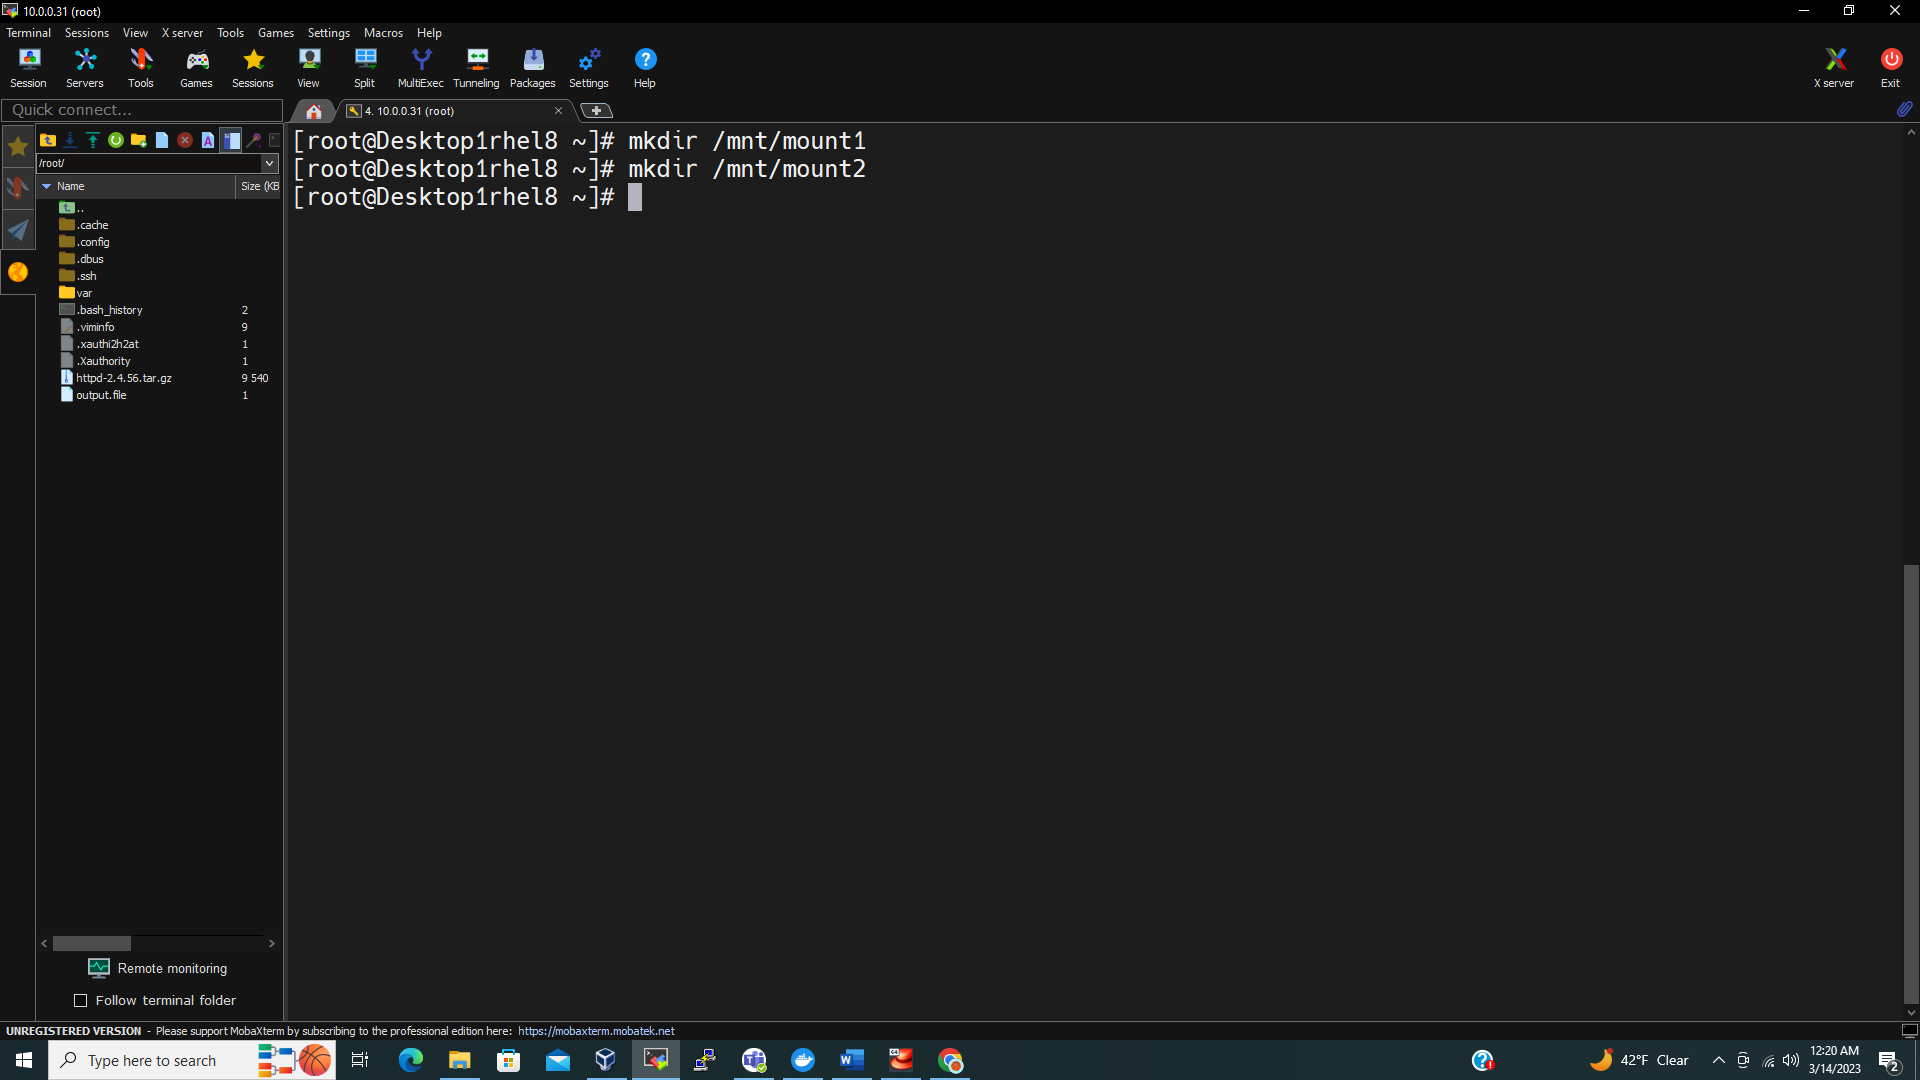 10.0.0.31 (root)
Terminal Sessions View X server Tools Games Settings Macros Help
Session Servers Tools Games Sessions View Split MultiExec Tunneling Packages Settings Help X server Exit
Quick connect...
4. 10.0.0.31 (root)
/root/
Name Size (KB
..
.cache
.config
.dbus
.ssh
var
.bash_history 2
.viminfo 9
.xauthi2h2at 1
.Xauthority 1
httpd-2.4.56.tar.gz 9 540
output.file 1
[root@Desktop1rhel8 ~]# mkdir /mnt/mount1
[root@Desktop1rhel8 ~]# mkdir /mnt/mount2
[root@Desktop1rhel8 ~]#
Remote monitoring
Follow terminal folder
UNREGISTERED VERSION - Please support MobaXterm by subscribing to the professional edition here: https://mobaxterm.mobatek.net
Type here to search
42°F Clear
12:20 AM
3/14/2023
2